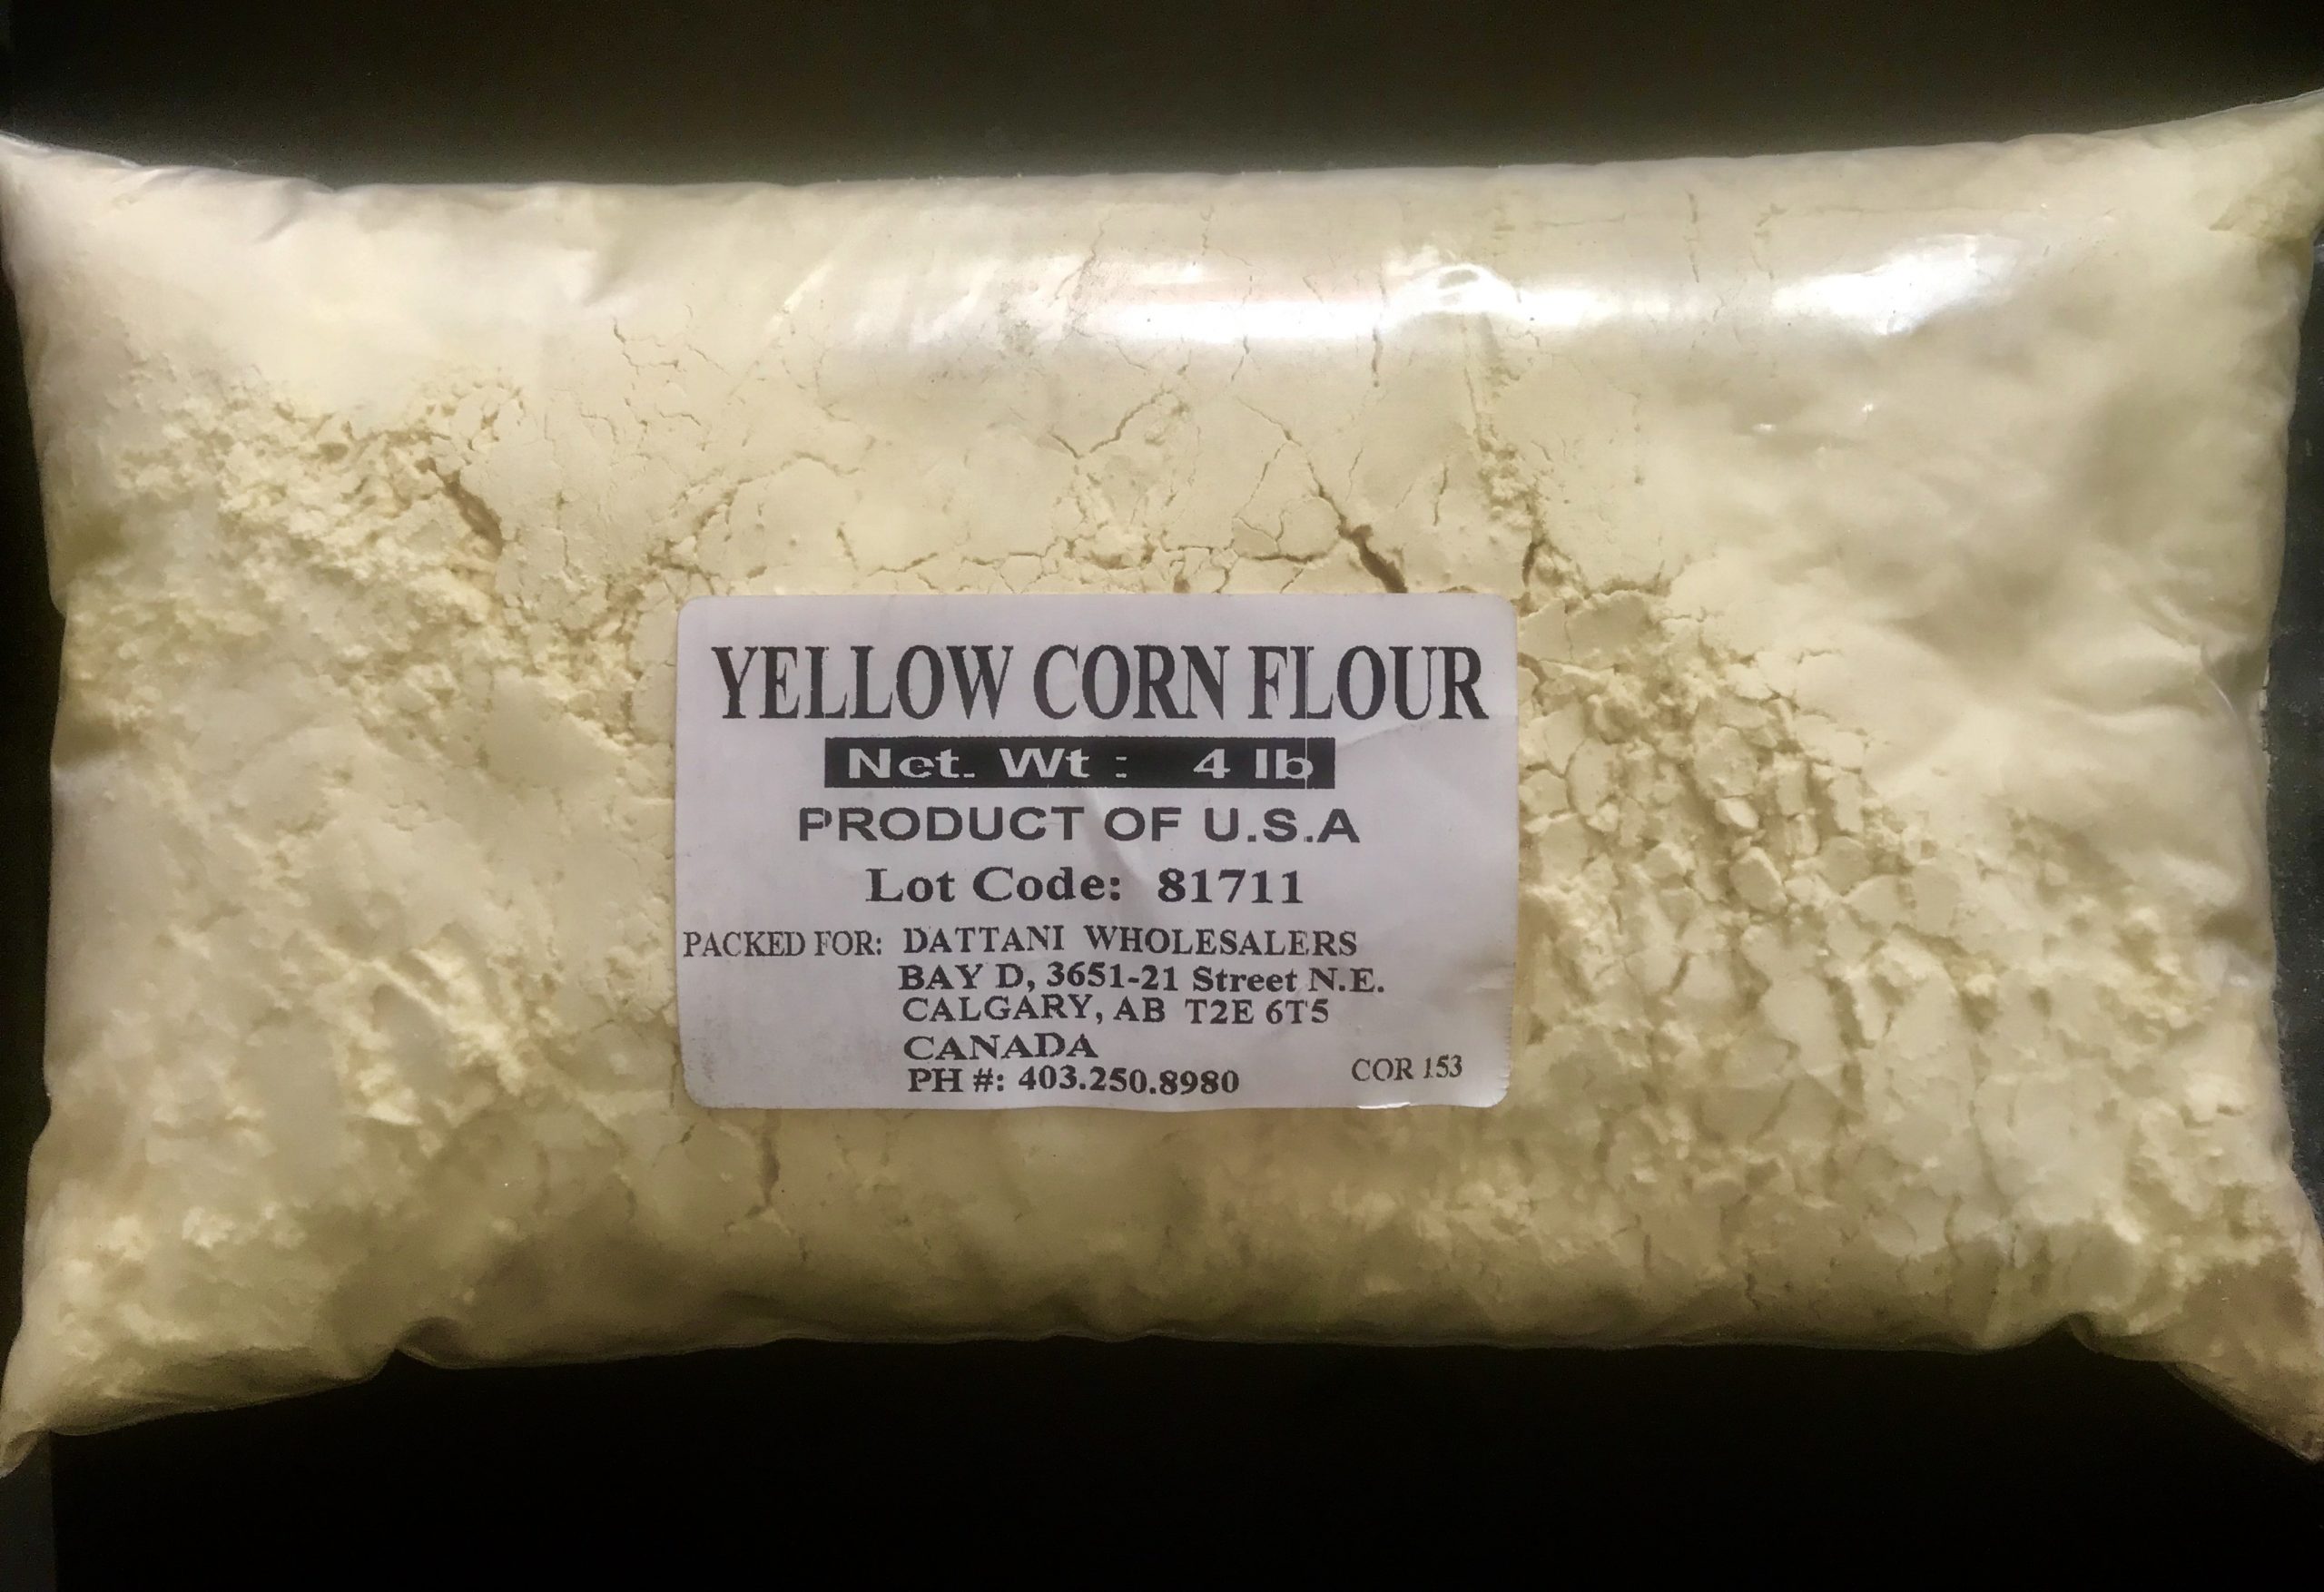 YELLOW CORN FLOUR
Net. Wt : 4 lb
PRODUCT OF U.S.A
Lot Code: 81711
PACKED FOR: DATTANI WHOLESALERS
BAY D, 3651-21 Street N.E.
CALGARY, AB T2E 6T5
CANADA
PH #: 403.250.8980
COR 153